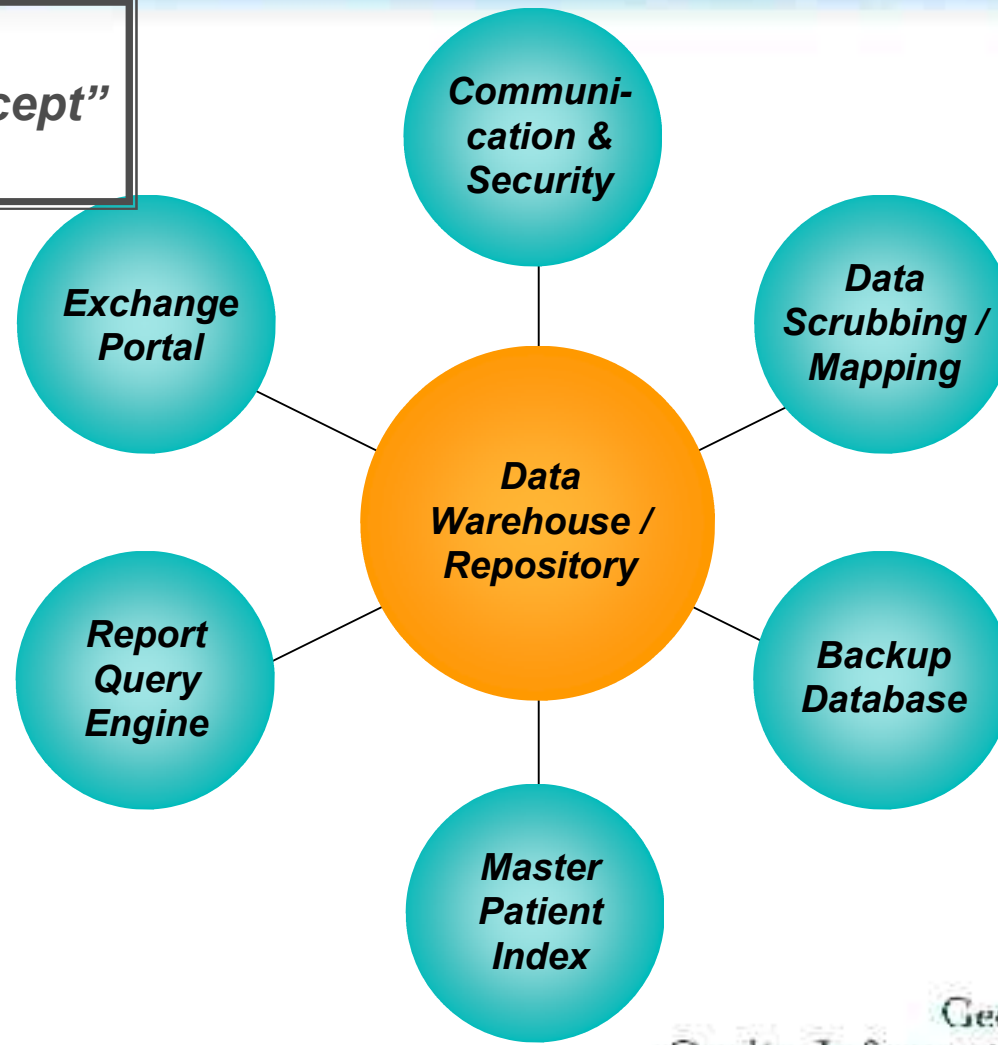 cept”
Communi-
cation &
Security
Exchange
Portal
Data
Scrubbing /
Mapping
Data
Warehouse /
Repository
Report
Query
Engine
Backup
Database
Master
Patient
Index